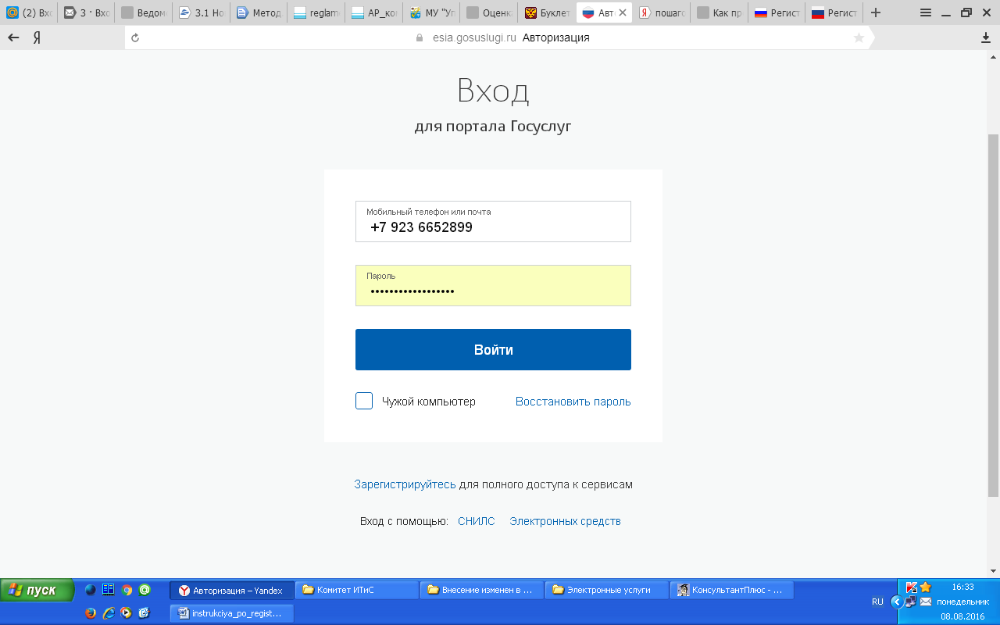 (2) Вхс
3 · Вхо
Ведом
3.1 Но
Метод
reglam
АР_ко
МУ "Уп
Оценк
Буклет
Авт
пошаг
Как пр
Регист
Регист
esia.gosuslugi.ru Авторизация
Вход
для портала Госуслуг
Мобильный телефон или почта
+7 923 6652899
Пароль
••••••••••••••••••
Войти
Чужой компьютер
Восстановить пароль
Зарегистрируйтесь для полного доступа к сервисам
Вход с помощью: СНИЛС Электронных средств
пуск
Авторизация – Yandex
Комитет ИТиС
Внесение изменен в ...
Электронные услуги
КонсультантПлюс - ...
instrukciya_po_regist...
RU
16:33
понедельник
08.08.2016